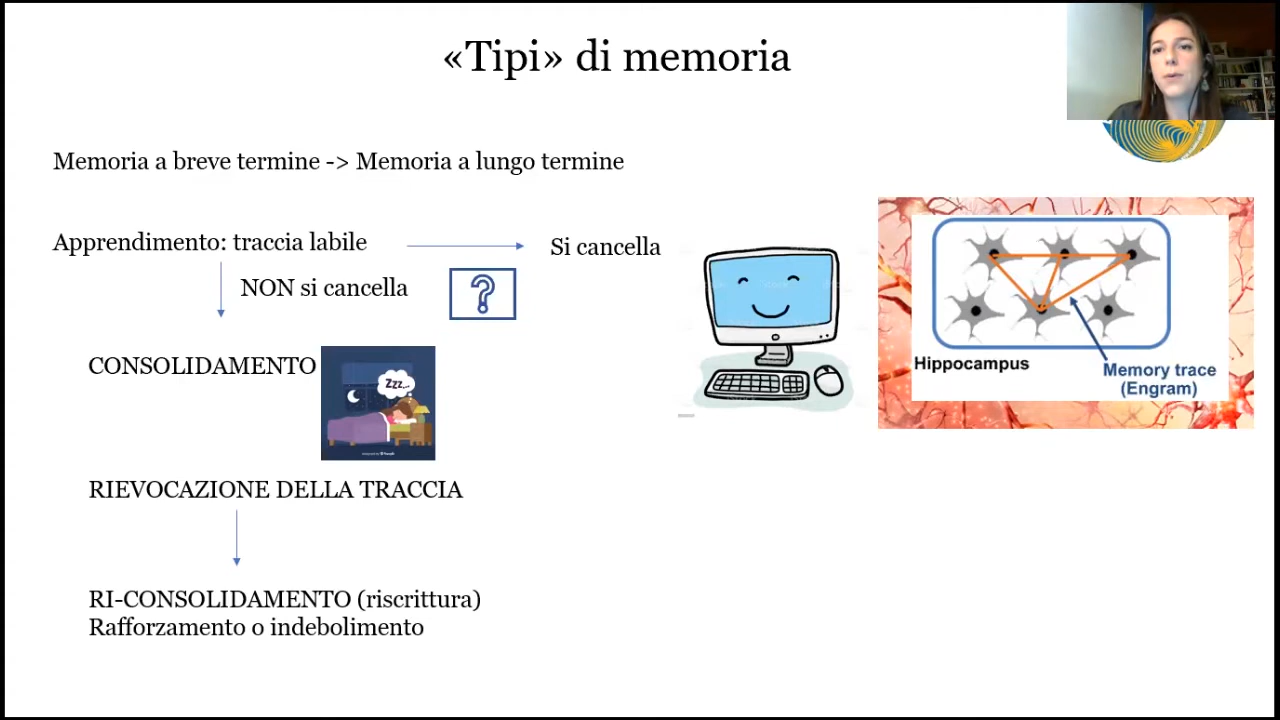 «Tipi» di memoria
Memoria a breve termine -> Memoria a lungo termine
Apprendimento: traccia labile
Si cancella
NON si cancella
?
CONSOLIDAMENTO
Zzz...
Hippocampus
Memory trace
(Engram)
RIEVOCAZIONE DELLA TRACCIA
RI-CONSOLIDAMENTO (riscrittura)
Rafforzamento o indebolimento